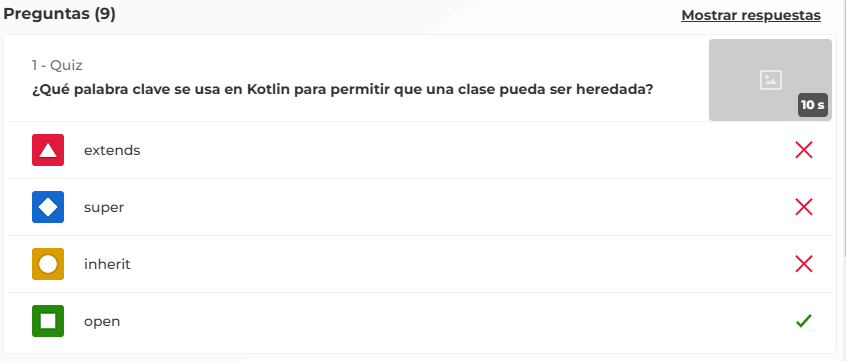 Preguntas (9)
Mostrar respuestas
1 - Quiz
¿Qué palabra clave se usa en Kotlin para permitir que una clase pueda ser heredada?
10 s
extends
super
inherit
open